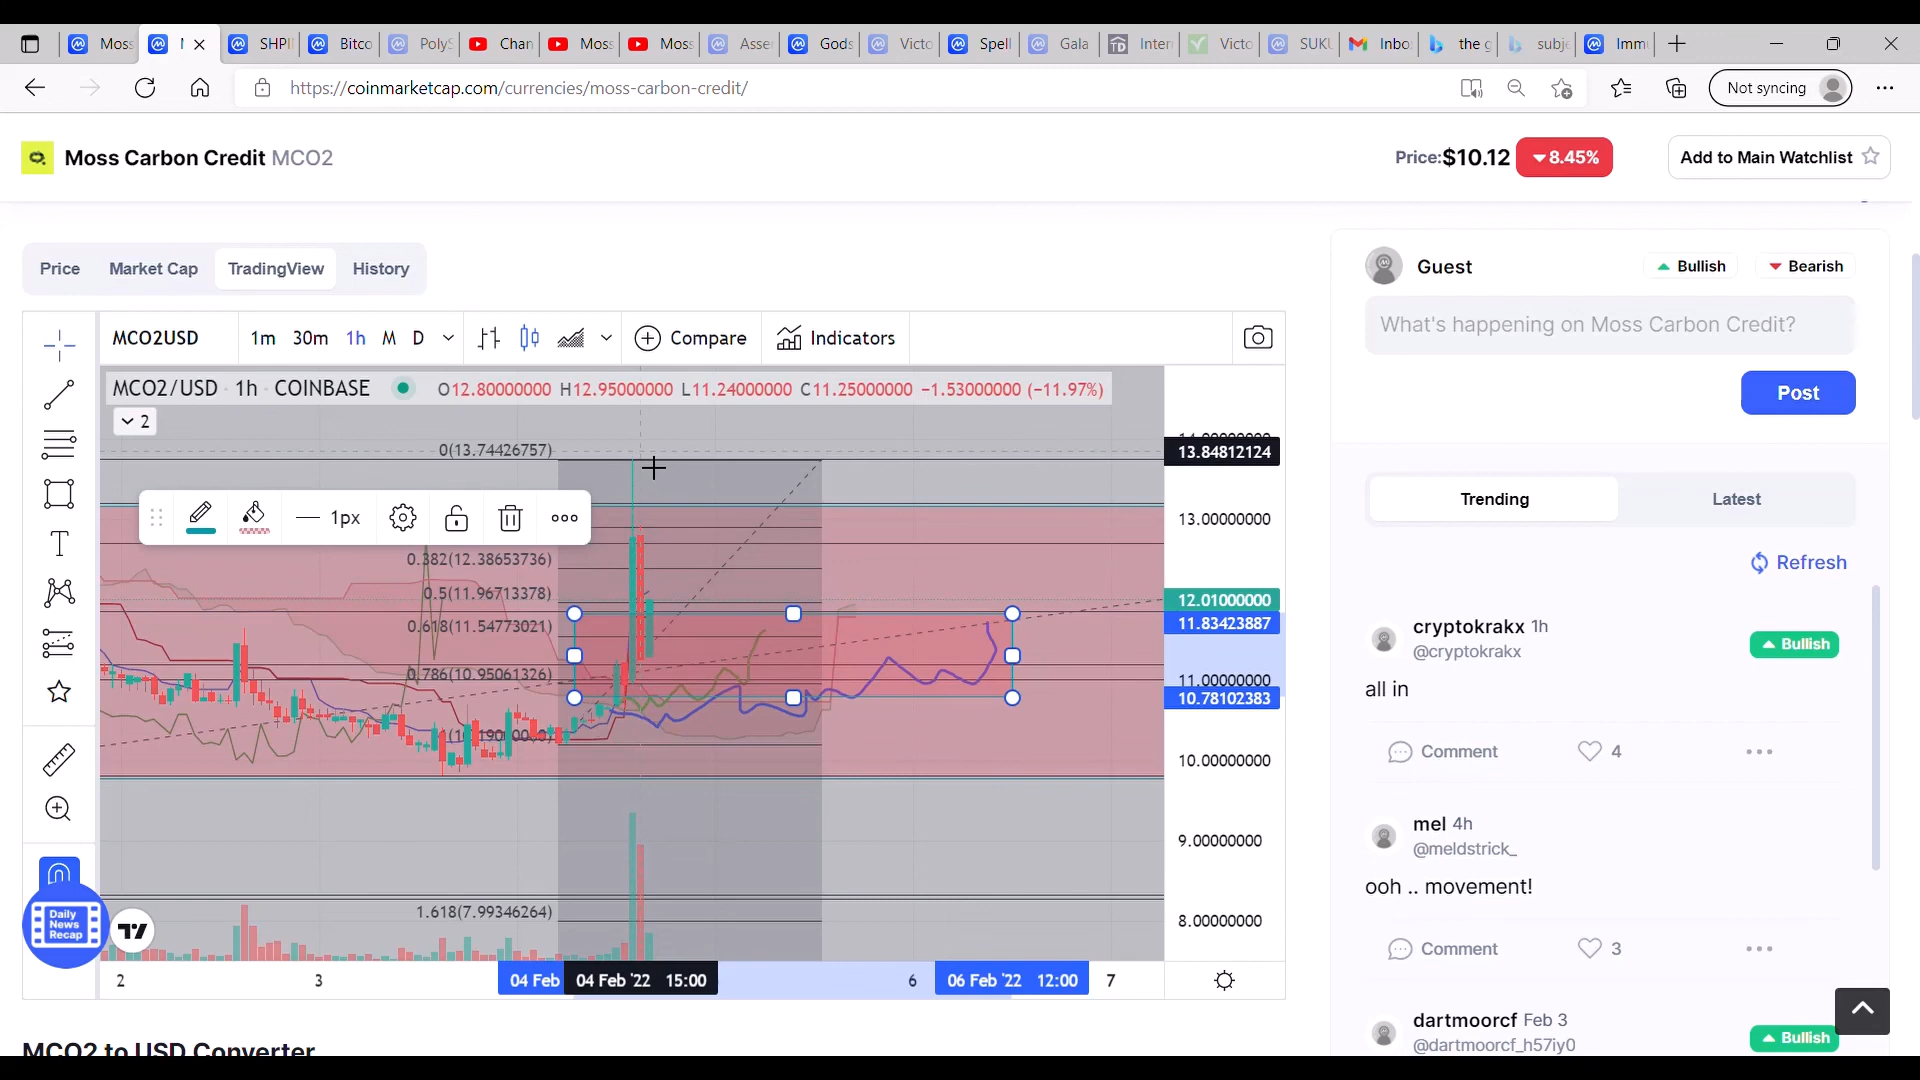 Moss
SHPI
Bitco
PolyS
Chan
Moss
Moss
Asse
Gods
Victo
Spell
Gala
Inter
Victo
SUKU
Inbo
the g
subje
Immu
https://coinmarketcap.com/currencies/moss-carbon-credit/
Not syncing
Moss Carbon Credit MCO2
Price:$10.12 8.45%
Add to Main Watchlist
Price Market Cap TradingView History
Guest
Bullish Bearish
What's happening on Moss Carbon Credit?
Post
MCO2USD 1m 30m 1h M D Compare Indicators
MCO2/USD · 1h · COINBASE O12.80000000 H12.95000000 L11.24000000 C11.25000000 −1.53000000 (−11.97%)
2
0(13.74426757)
13.84812124
1px
13.00000000
0.382(12.38653736)
0.5(11.96713378)
12.01000000
0.618(11.54773021)
11.83423887
0.786(10.95061326)
11.00000000
10.78102383
10.00000000
9.00000000
1.618(7.99346264)
8.00000000
Daily
News
Recap
2 3 04 Feb 04 Feb '22 15:00 6 06 Feb '22 12:00 7
MCO2 to USD Converter
Trending Latest
Refresh
cryptokrakx 1h
@cryptokrakx
Bullish
all in
Comment 4
mel 4h
@meldstrick_
ooh .. movement!
Comment 3
dartmoorcf Feb 3
@dartmoorcf_h57iy0
Bullish